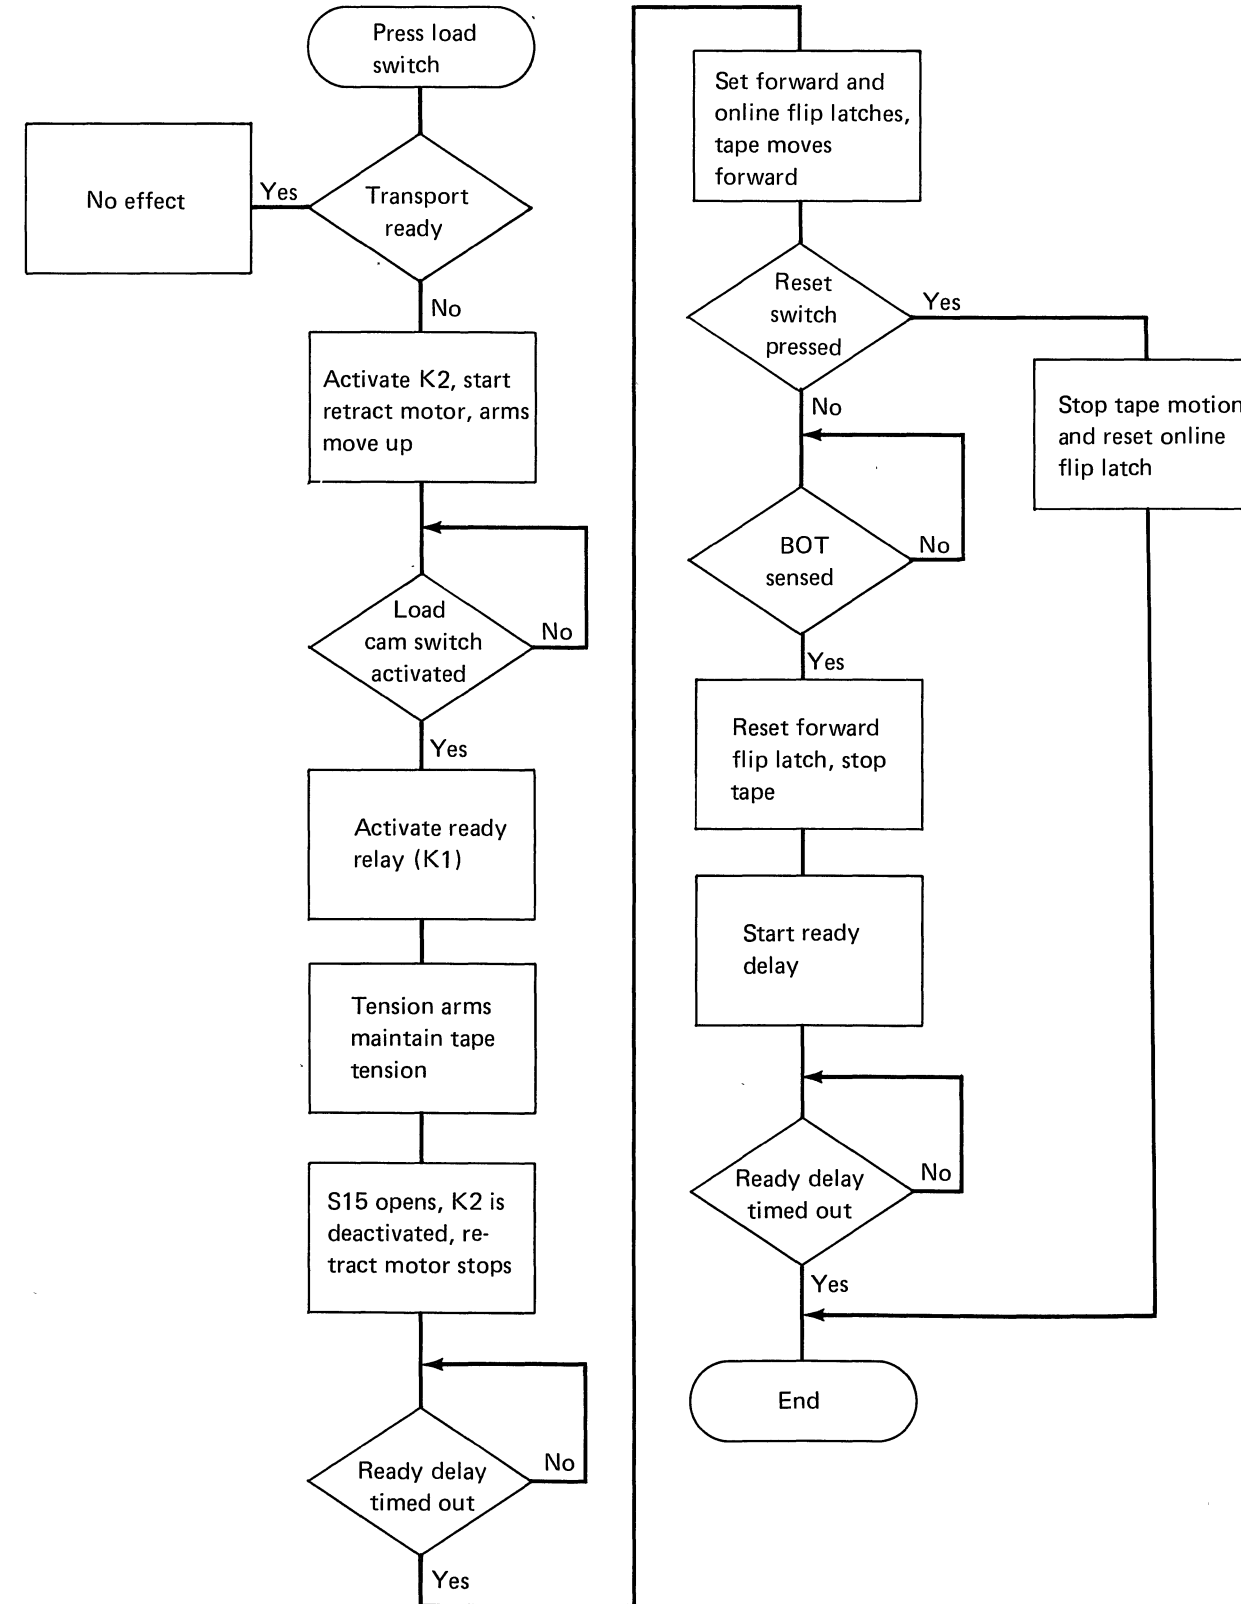 Press load
switch
Transport
ready
Yes
No effect
No
Activate K2, start
retract motor, arms
move up
Load
cam switch
activated
No
Yes
Activate ready
relay (K1)
Tension arms
maintain tape
tension
S15 opens, K2 is
deactivated, re-
tract motor stops
Ready delay
timed out
No
Yes
Set forward and
online flip latches,
tape moves
forward
Reset
switch
pressed
Yes
Stop tape motion
and reset online
flip latch
No
BOT
sensed
No
Yes
Reset forward
flip latch, stop
tape
Start ready
delay
Ready delay
timed out
No
Yes
End